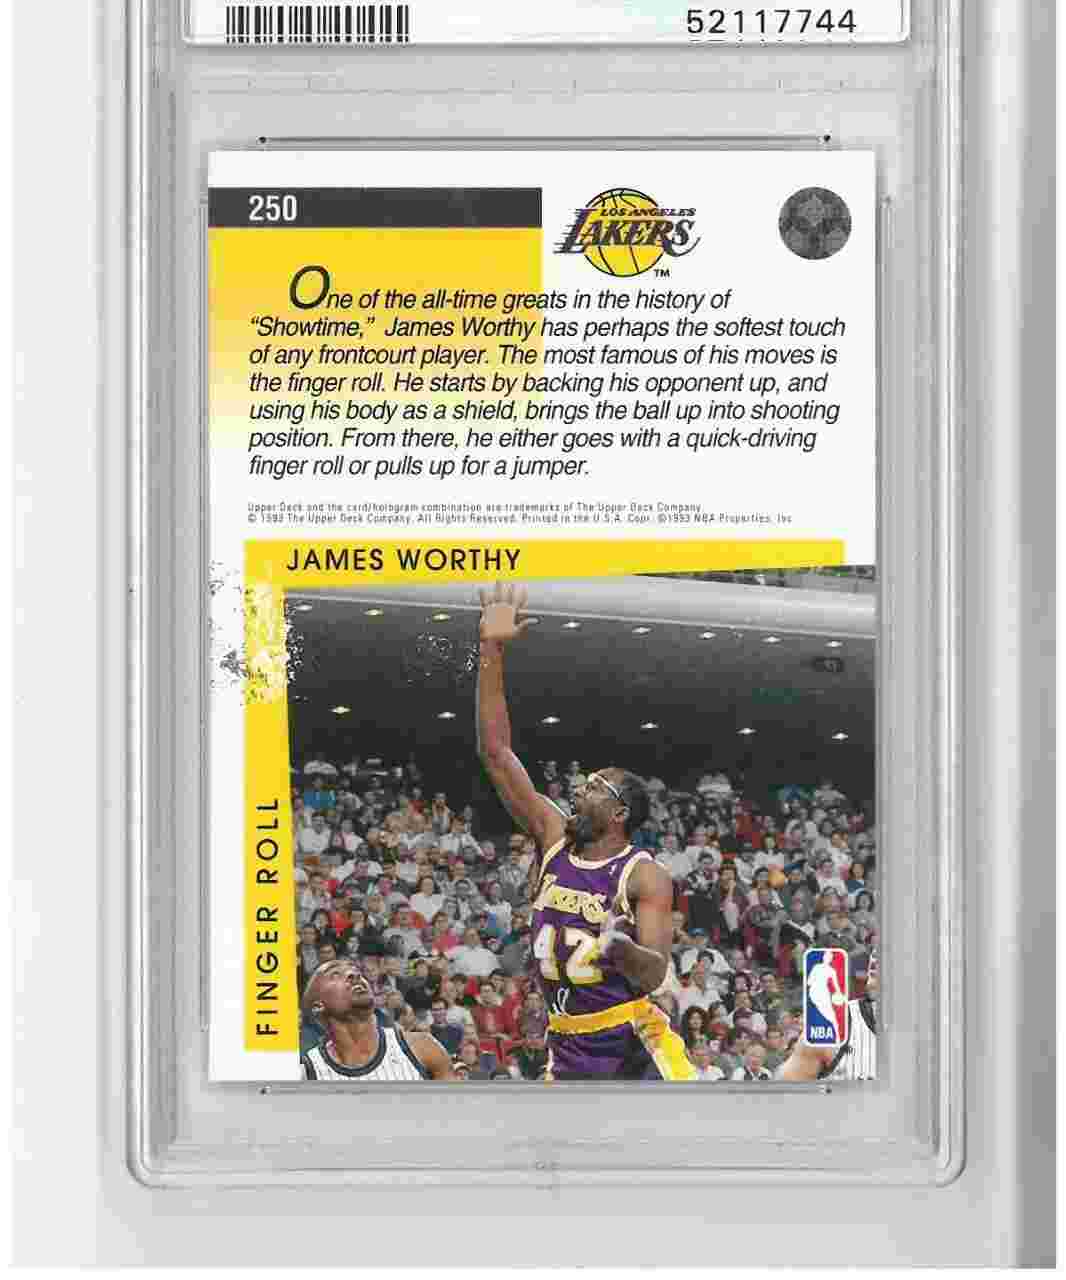 52117744
250
LOS ANGELES
LAKERS
TM
One of the all-time greats in the history of
“Showtime,” James Worthy has perhaps the softest touch
of any frontcourt player. The most famous of his moves is
the finger roll. He starts by backing his opponent up, and
using his body as a shield, brings the ball up into shooting
position. From there, he either goes with a quick-driving
finger roll or pulls up for a jumper.
Upper Deck and the card/hologram combination are trademarks of The Upper Deck Company.
© 1993 The Upper Deck Company. All Rights Reserved. Printed in the U.S.A. Copr. ©1993 NBA Properties, Inc
JAMES WORTHY
FINGER ROLL
LAKERS
42
NBA